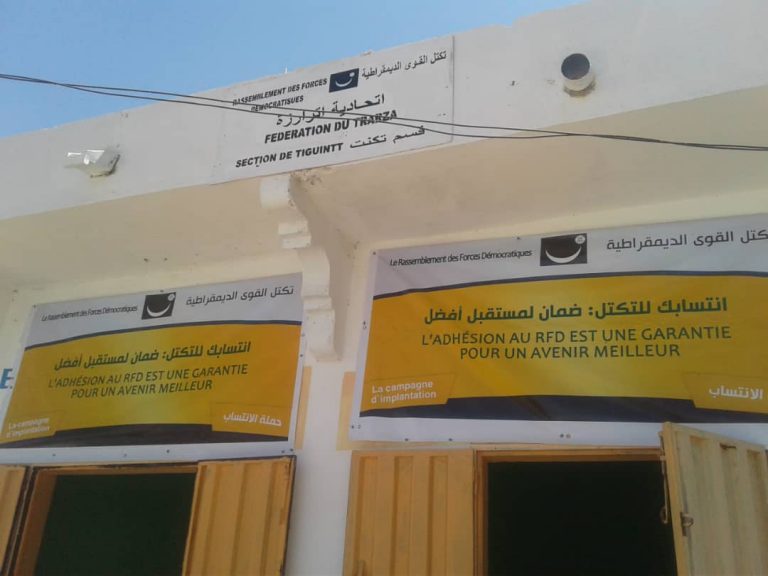 RASSEMBLEMENT DES FORCES DÉMOCRATIQUES تكتل القوى الديمقراطية
اتحادية اترارزة
FEDERATION DU TRARZA
SECTION DE TIGUINTT قسم تكنت
Le Rassemblement des Forces Démocratiques تكتل القوى الديمقراطية
انتسابك للتكتل: ضمان لمستقبل أفضل
L'ADHÉSION AU RFD EST UNE GARANTIE
POUR UN AVENIR MEILLEUR
La campagne
d'implantation
حملة الانتساب
Le Rassemblement des Forces Démocratiques تكتل القوى الديمقراطية
انتسابك للتكتل: ضمان لمستقبل أفضل
L'ADHÉSION AU RFD EST UNE GARANTIE
POUR UN AVENIR MEILLEUR
La campagne
d'implantation
الانتساب